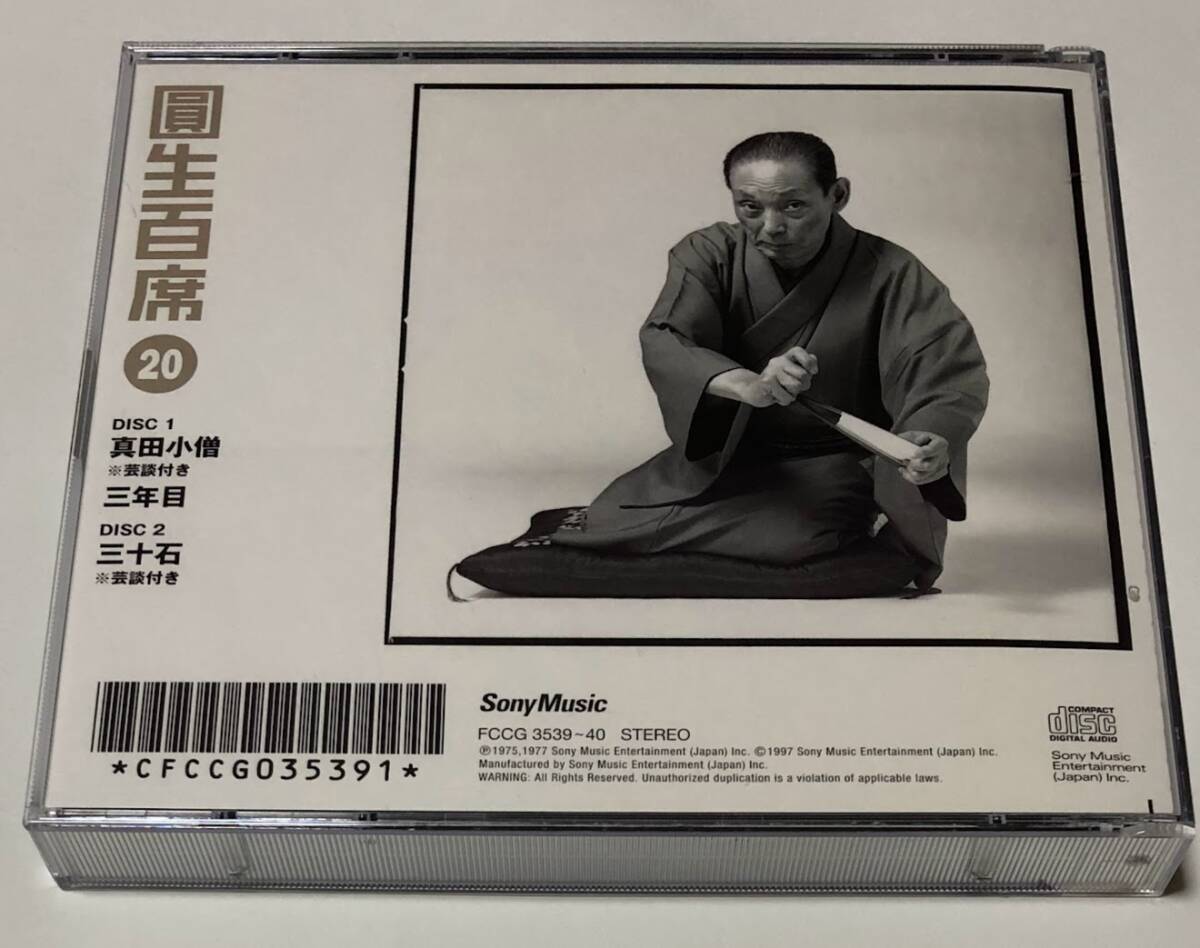 圓生百席
20
DISC 1
真田小僧
※芸談付き
三年目
DISC 2
三十石
※芸談付き
*CFCCG035391*
SonyMusic
FCCG 3539~40 STEREO
℗1975,1977 Sony Music Entertainment (Japan) Inc. ©1997 Sony Music Entertainment (Japan) Inc.
Manufactured by Sony Music Entertainment (Japan) Inc.
WARNING: All Rights Reserved. Unauthorized duplication is a violation of applicable laws.
COMPACT
disc
DIGITAL AUDIO
Sony Music
Entertainment
(Japan) Inc.